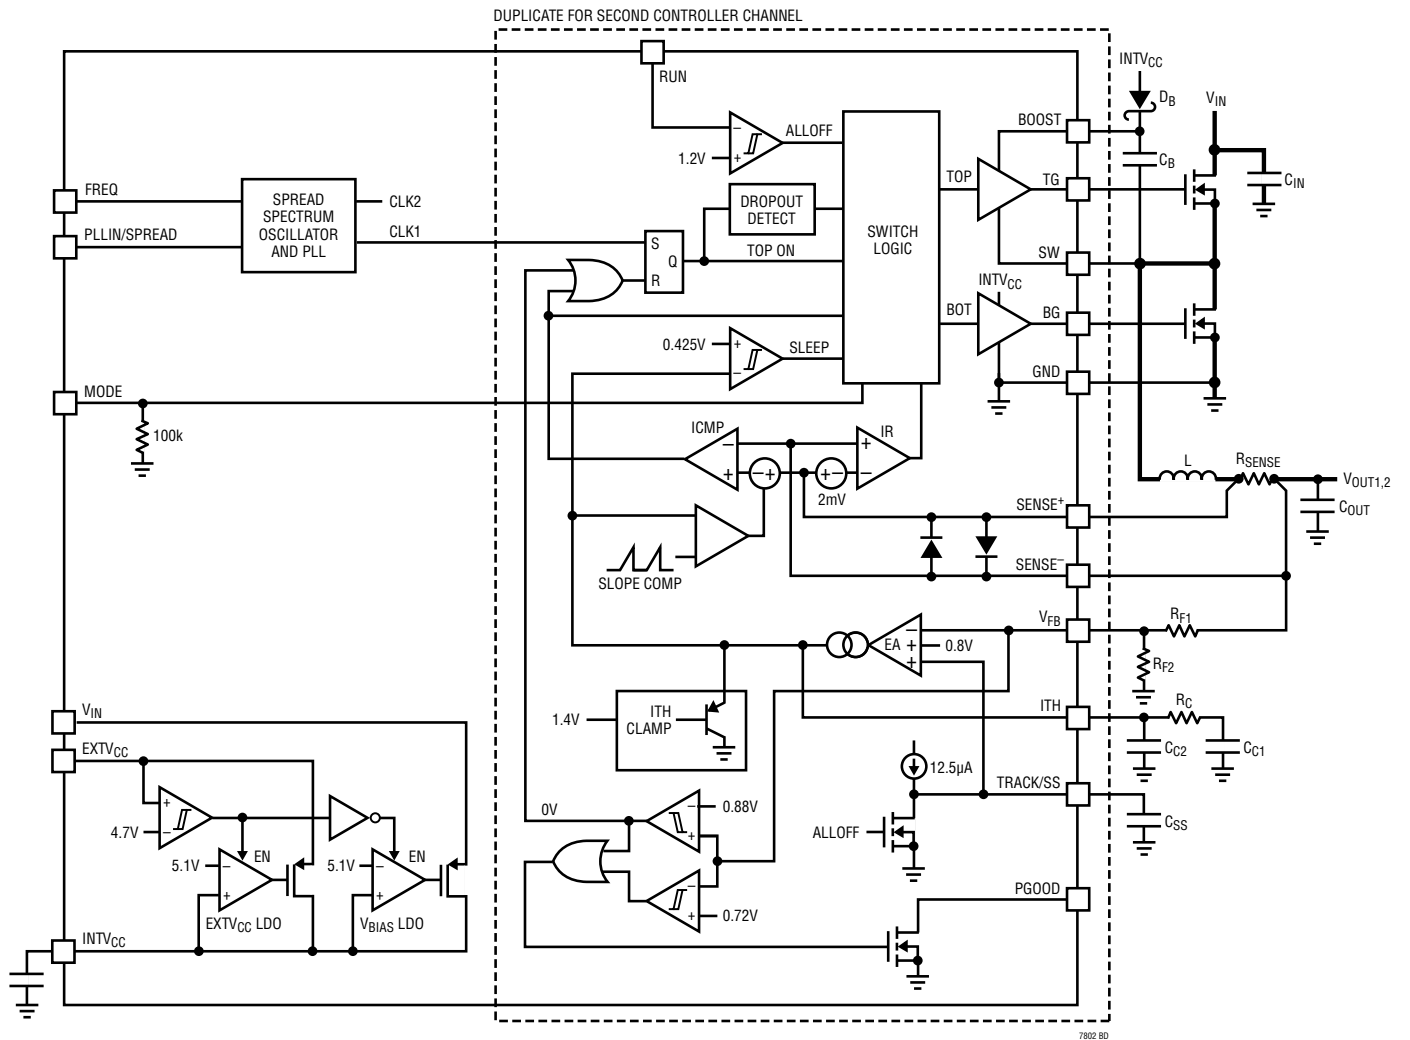 DUPLICATE FOR SECOND CONTROLLER CHANNEL
RUN
INTVCC
DB
VIN
BOOST
ALLOFF
−
1.2V
+
CB
CIN
FREQ
SPREAD
SPECTRUM
OSCILLATOR
AND PLL
CLK2
CLK1
PLLIN/SPREAD
DROPOUT
DETECT
TOP
TG
SWITCH
LOGIC
S
Q
R
TOP ON
SW
INTVCC
BOT
BG
0.425V
+
−
SLEEP
GND
MODE
100k
ICMP
−
+
−+
+−
2mV
IR
+
−
L
RSENSE
VOUT1,2
COUT
SENSE+
SLOPE COMP
SENSE−
VFB
RF1
RF2
EA
−
+
+
0.8V
1.4V
ITH
CLAMP
ITH
RC
CC2
CC1
VIN
EXTVCC
+
−
4.7V
5.1V
−
+
EN
EXTVCC LDO
5.1V
−
+
EN
VBIAS LDO
INTVCC
12.5µA
TRACK/SS
CSS
ALLOFF
0V
−
+
0.88V
−
+
0.72V
PGOOD
7802 BD